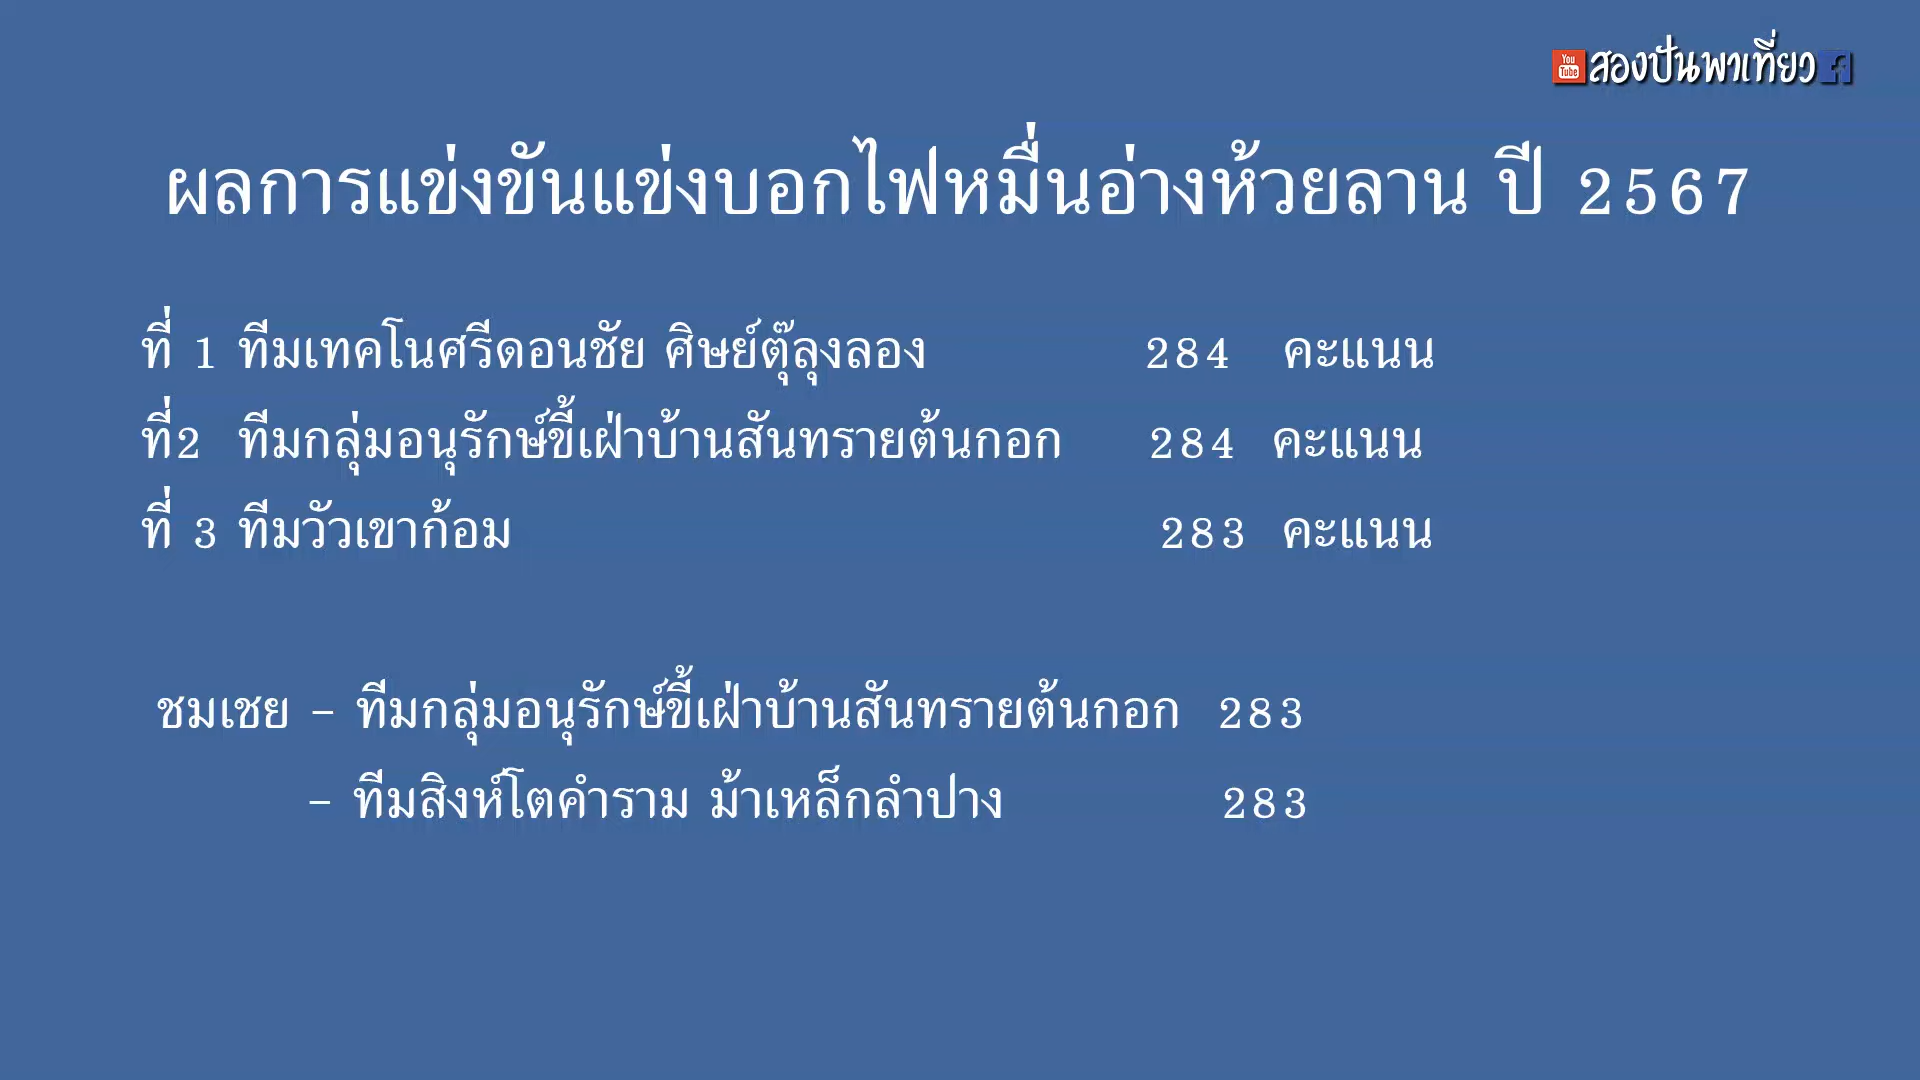 You Tube สองปันพาเที่ยว f
ผลการแข่งขันแข่งบอกไฟหมื่นอ่างห้วยลาน ปี 2567
ที่ 1 ทีมเทคโนศรีดอนชัย ศิษย์ตุ๊ลุงลอง 284 คะแนน
ที่2 ทีมกลุ่มอนุรักษ์ขี้เฝ่าบ้านสันทรายต้นกอก 284 คะแนน
ที่ 3 ทีมวัวเขาก้อม 283 คะแนน
ชมเชย - ทีมกลุ่มอนุรักษ์ขี้เฝ่าบ้านสันทรายต้นกอก 283
- ทีมสิงห์โตคำราม ม้าเหล็กลำปาง 283